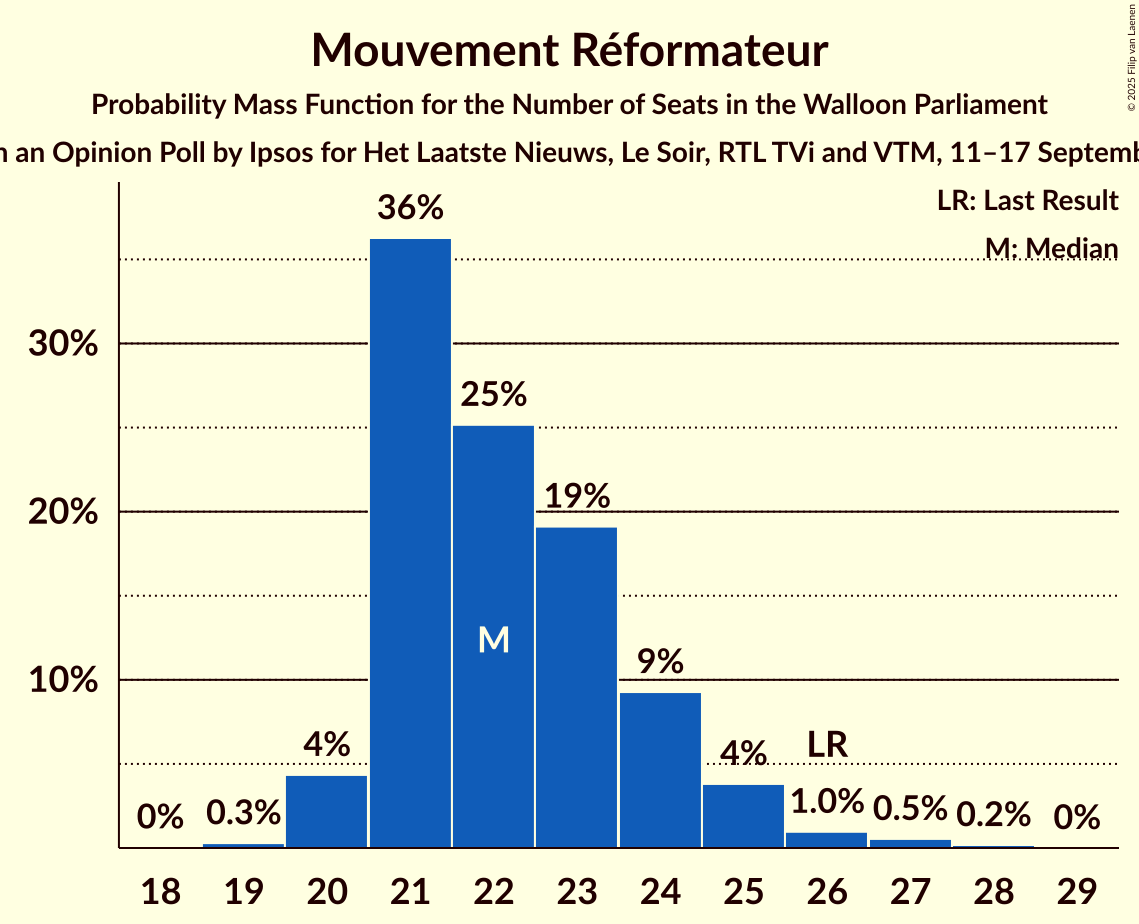 © 2025 Filip van Laenen
Mouvement Réformateur
Probability Mass Function for the Number of Seats in the Walloon Parliament
an Opinion Poll by Ipsos for Het Laatste Nieuws, Le Soir, RTL TVi and VTM, 11–17
LR: Last Result
M: Median
36%
30%
25%
20%
19%
M
10%
9%
4%
4%
LR
0%
0.3%
1.0%
0.5%
0.2%
0%
18 19 20 21 22 23 24 25 26 27 28 29